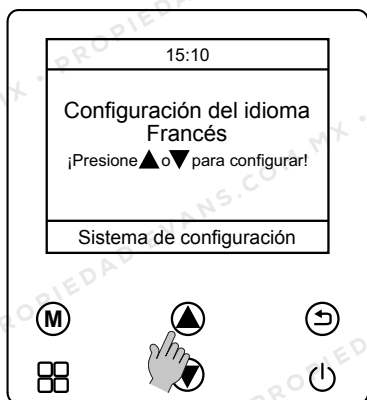 15:10
Configuración del idioma
Francés
¡Presione▲o▼para configurar!
Sistema de configuración
M